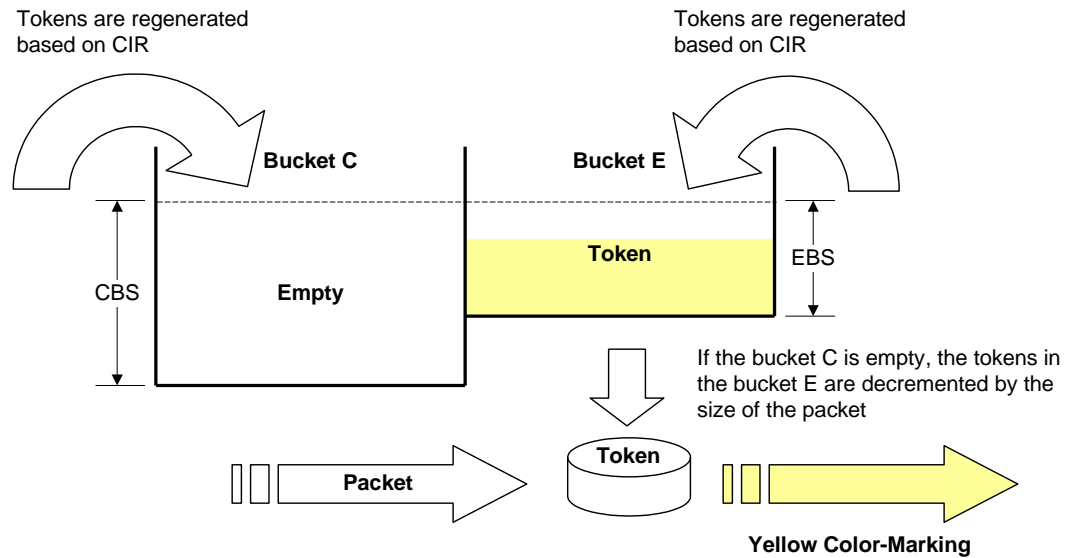 Tokens are regenerated
based on CIR
Tokens are regenerated
based on CIR
Bucket C
Bucket E
Token
EBS
CBS
Empty
If the bucket C is empty, the tokens in
the bucket E are decremented by the
size of the packet
Token
Packet
Yellow Color-Marking